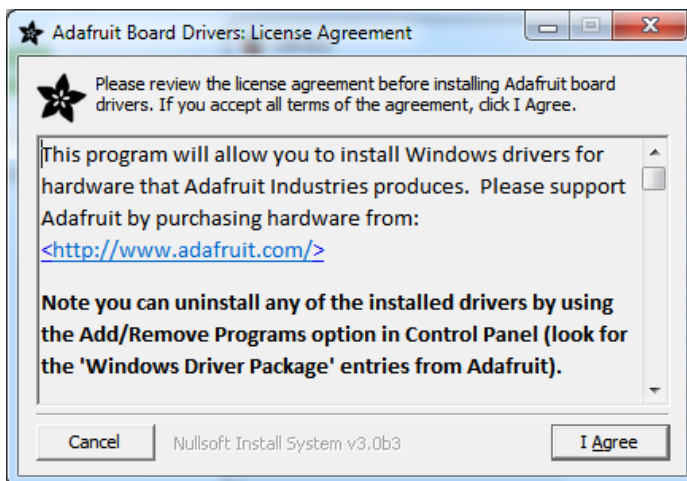 Adafruit Board Drivers: License Agreement
Please review the license agreement before installing Adafruit board
drivers. If you accept all terms of the agreement, click I Agree.
This program will allow you to install Windows drivers for
hardware that Adafruit Industries produces.  Please support
Adafruit by purchasing hardware from:
<http://www.adafruit.com/>
Note you can uninstall any of the installed drivers by using
the Add/Remove Programs option in Control Panel (look for
the 'Windows Driver Package' entries from Adafruit).
Cancel
Nullsoft Install System v3.0b3
I Agree